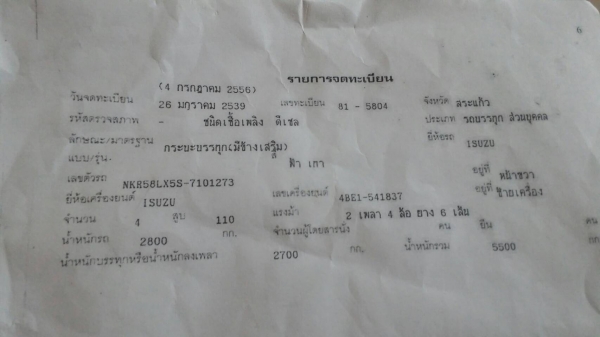 รายการจดทะเบียน
(4 กรกฎาคม 2556)
วันจดทะเบียน 26 มกราคม 2539 เลขทะเบียน 81 - 5804 จังหวัด สระแก้ว
รหัสตรวจสภาพ - ชนิดเชื้อเพลิง ดีเซล ประเภท รถบรรทุก ส่วนบุคคล
ลักษณะ/มาตรฐาน กระบะบรรทุก(มีข้างเสริม) ยี่ห้อรถ ISUZU
แบบ/รุ่น. สี ฟ้า เทา
เลขตัวรถ NKR58LX5S-7101273 อยู่ที่ หน้าขวา
ยี่ห้อเครื่องยนต์ ISUZU เลขเครื่องยนต์ 4BE1-541837 อยู่ที่ ซ้ายเครื่อง
จำนวน 4 สูบ 110 แรงม้า 2 เพลา 4 ล้อ ยาง 6 เส้น
น้ำหนักรถ 2800 กก. จำนวนผู้โดยสารนั่ง คน ยืน คน
น้ำหนักบรรทุกหรือน้ำหนักลงเพลา 2700 กก. น้ำหนักรวม 5500 กก